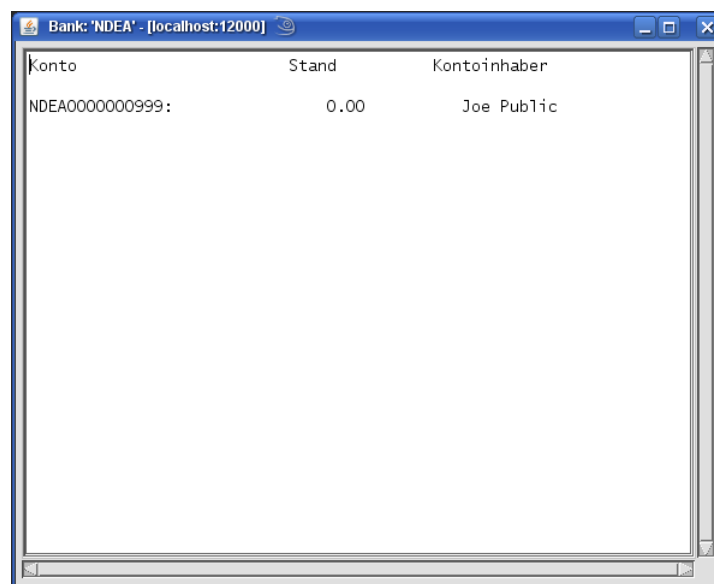 Bank: 'NDEA' - [localhost:12000]
Konto Stand Kontoinhaber
NDEA0000000999: 0.00 Joe Public